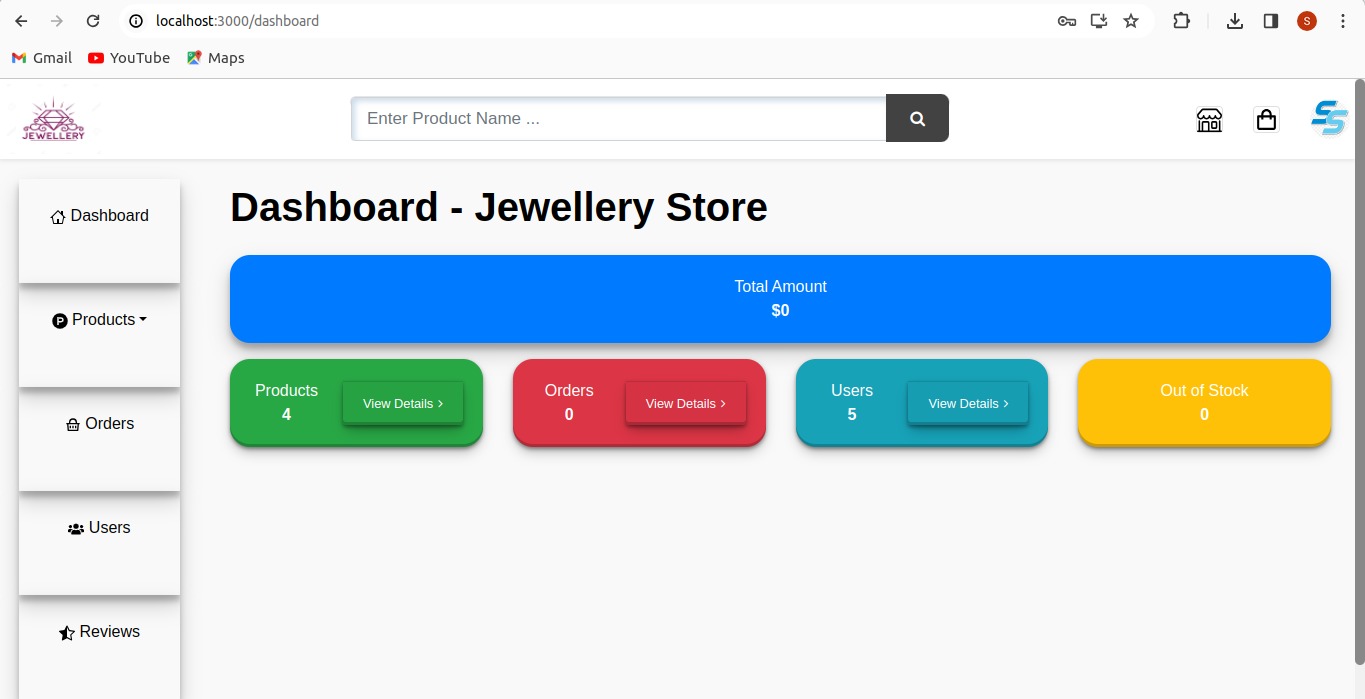 localhost:3000/dashboard
S
Gmail YouTube Maps
JEWELLERY
Enter Product Name ...
SS
Dashboard
Products
Orders
Users
Reviews
Dashboard - Jewellery Store
Total Amount
$0
Products
4
View Details ›
Orders
0
View Details ›
Users
5
View Details ›
Out of Stock
0